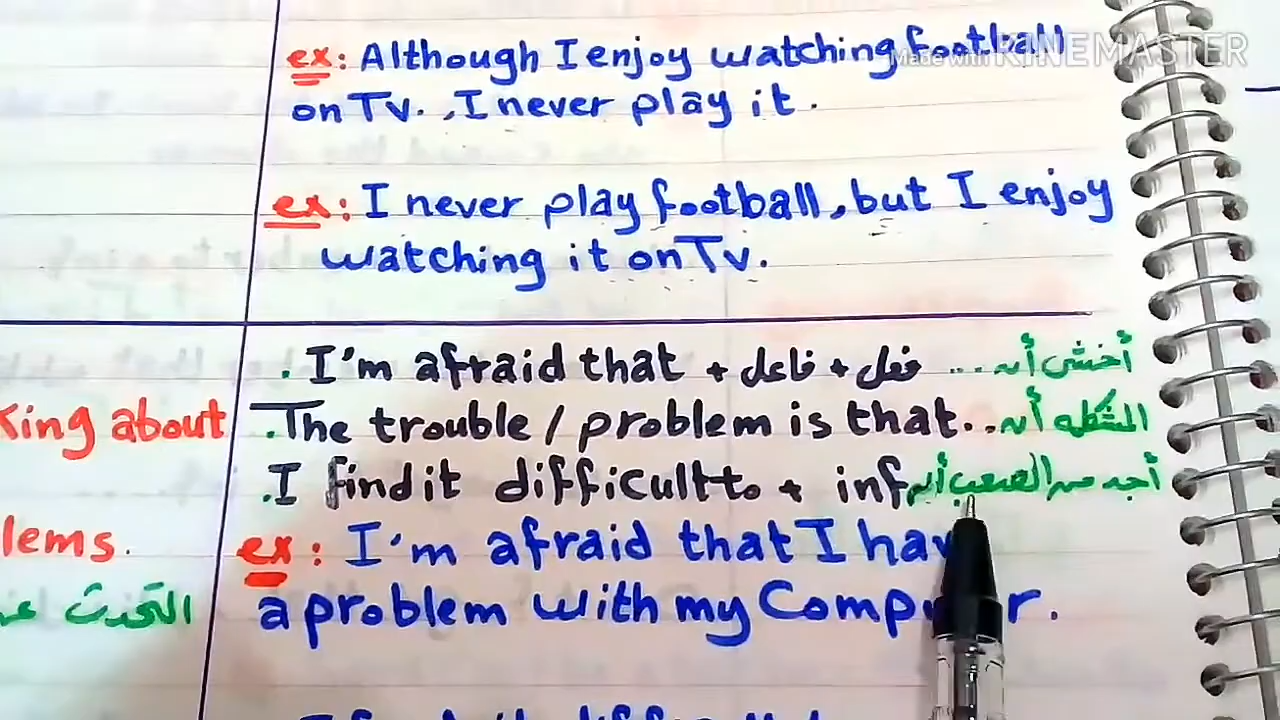 Made with KINEMASTER
ex: Although I enjoy watching football
on Tv. , I never play it.
ex: I never play football, but I enjoy
watching it on Tv.
. I'm afraid that + فاعل + فعل ... أخشى أن
king about
. The trouble / problem is that.. المشكلة أن
. I find it difficult to + inf أجد من الصعب أن
lems.
ex: I'm afraid that I hav
التحدث عن
a problem with my Comp r.